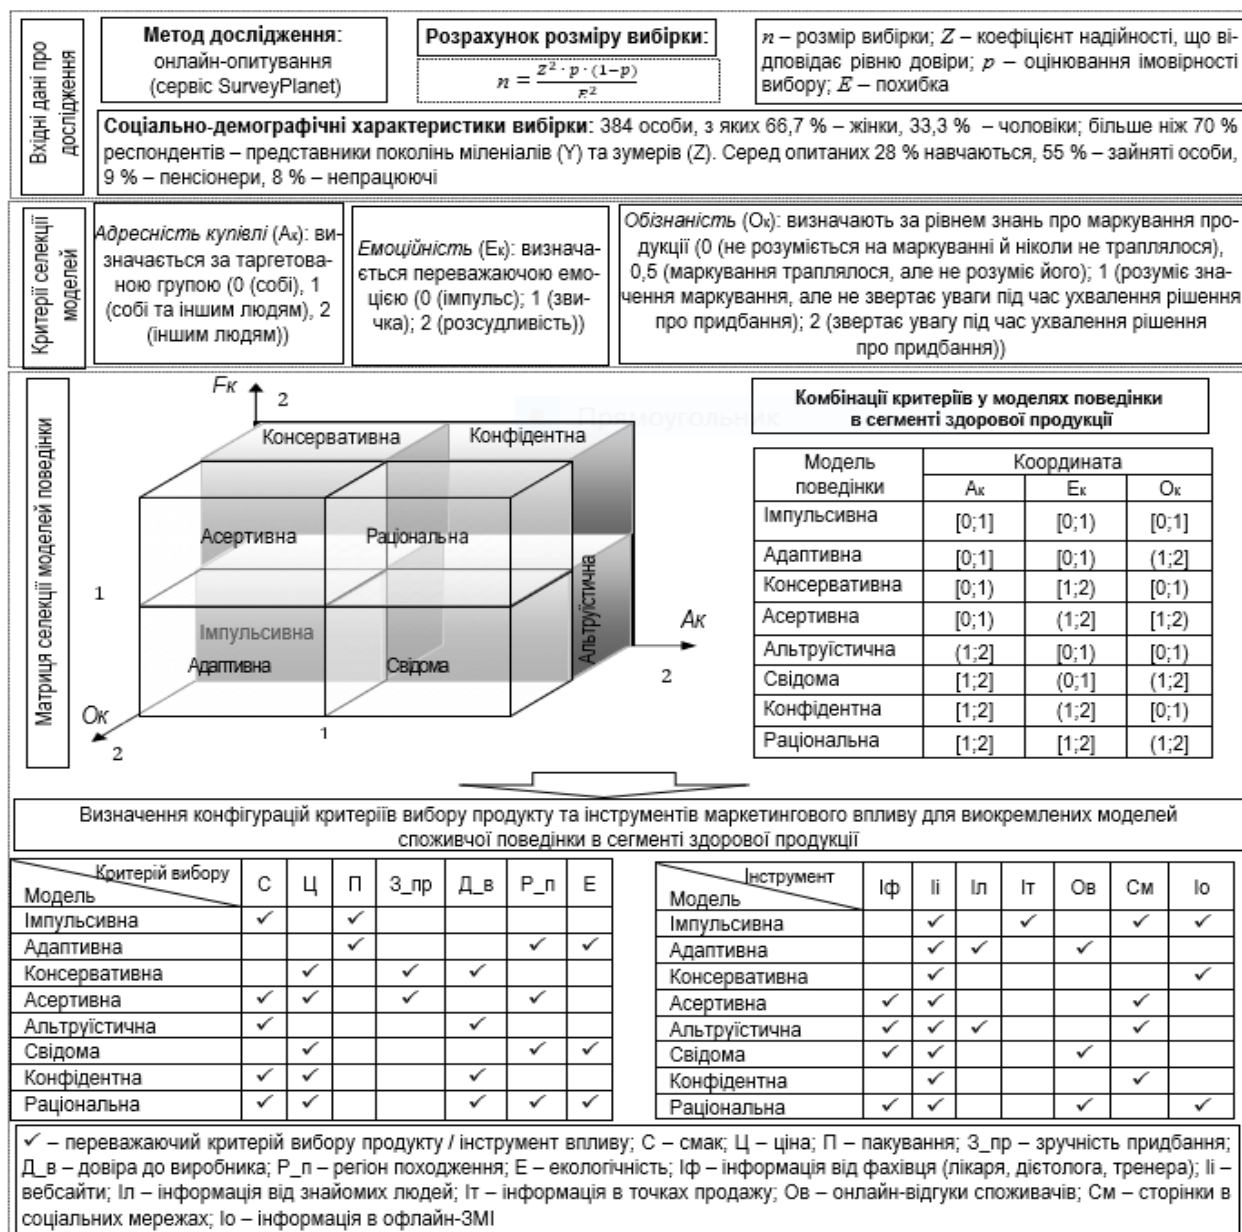 Вхідні дані про
дослідження
Метод дослідження:
онлайн-опитування
(сервіс SurveyPlanet)
Розрахунок розміру вибірки:
n = Z² · p · (1−p) / E²
n – розмір вибірки; Z – коефіцієнт надійності, що ві-
дповідає рівню довіри; p – оцінювання імовірності
вибору; E – похибка
Соціально-демографічні характеристики вибірки: 384 особи, з яких 66,7 % – жінки, 33,3 % – чоловіки; більше ніж 70 %
респондентів – представники поколінь міленіалів (Y) та зумерів (Z). Серед опитаних 28 % навчаються, 55 % – зайняті особи,
9 % – пенсіонери, 8 % – непрацюючі
Критерії селекції
моделей
Адресність купівлі (Ак): ви-
значається за таргетова-
ною групою (0 (собі), 1
(собі та іншим людям), 2
(іншим людям))
Емоційність (Ек): визнача-
ється переважаючою емо-
цією (0 (імпульс); 1 (зви-
чка); 2 (розсудливість))
Обізнаність (Ок): визначають за рівнем знань про маркування про-
дукції (0 (не розуміється на маркуванні й ніколи не траплялося),
0,5 (маркування траплялося, але не розуміє його); 1 (розуміє зна-
чення маркування, але не звертає уваги під час ухвалення рішення
про придбання); 2 (звертає увагу під час ухвалення рішення
про придбання))
Матриця селекції моделей поведінки
Fк
2
Консервативна
Конфідентна
Асертивна
Раціональна
1
Імпульсивна
Альтруїстична
Ак
Адаптивна
Свідома
2
Ок
1
2
Прямоугольник
Комбінації критеріїв у моделях поведінки
в сегменті здорової продукції
Модель поведінки Координата
Ак Ек Ок
Імпульсивна [0;1] [0;1) [0;1]
Адаптивна [0;1] [0;1) (1;2]
Консервативна [0;1) [1;2) [0;1)
Асертивна [0;1) (1;2] [1;2)
Альтруїстична (1;2] [0;1) [0;1)
Свідома [1;2] (0;1] (1;2]
Конфідентна [1;2] (1;2] [0;1)
Раціональна [1;2] [1;2] (1;2]
Визначення конфігурацій критеріїв вибору продукту та інструментів маркетингового впливу для виокремлених моделей
споживчої поведінки в сегменті здорової продукції
Критерій вибору
Модель С Ц П З_пр Д_в Р_п Е
Імпульсивна ✓ ✓
Адаптивна ✓ ✓ ✓
Консервативна ✓ ✓ ✓
Асертивна ✓ ✓ ✓ ✓
Альтруїстична ✓ ✓
Свідома ✓ ✓ ✓
Конфідентна ✓ ✓ ✓
Раціональна ✓ ✓ ✓ ✓ ✓
Інструмент
Модель Іф Іі Іл Іт Ов См Іо
Імпульсивна ✓ ✓ ✓ ✓
Адаптивна ✓ ✓ ✓
Консервативна ✓ ✓
Асертивна ✓ ✓ ✓
Альтруїстична ✓ ✓ ✓ ✓
Свідома ✓ ✓ ✓
Конфідентна ✓ ✓
Раціональна ✓ ✓ ✓ ✓
✓ – переважаючий критерій вибору продукту / інструмент впливу; С – смак; Ц – ціна; П – пакування; З_пр – зручність придбання;
Д_в – довіра до виробника; Р_п – регіон походження; Е – екологічність; Іф – інформація від фахівця (лікаря, дієтолога, тренера); Іі –
вебсайти; Іл – інформація від знайомих людей; Іт – інформація в точках продажу; Ов – онлайн-відгуки споживачів; См – сторінки в
соціальних мережах; Іо – інформація в офлайн-ЗМІ